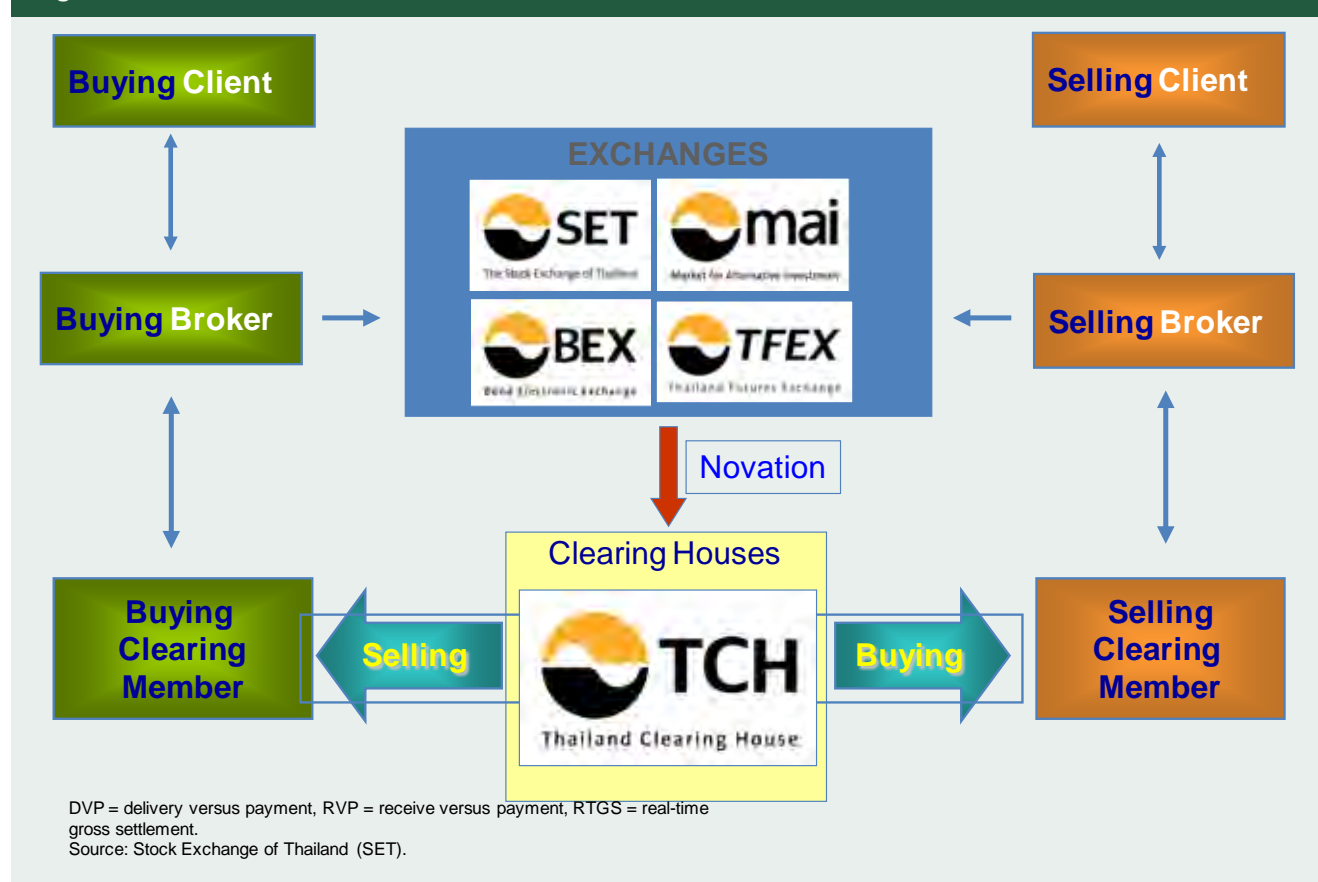 Buying Client
Selling Client
EXCHANGES
SET
The Stock Exchange of Thailand
mai
Market for Alternative Investment
Buying Broker
Selling Broker
BEX
Bond Electronic Exchange
TFEX
Thailand Futures Exchange
Novation
Clearing Houses
Buying
Clearing
Member
Selling
TCH
Thailand Clearing House
Buying
Selling
Clearing
Member
DVP = delivery versus payment, RVP = receive versus payment, RTGS = real-time
gross settlement.
Source: Stock Exchange of Thailand (SET).